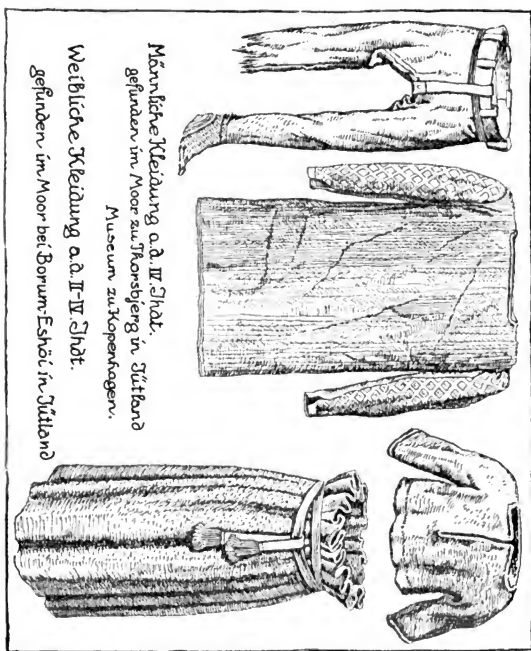 Männliche Kleidung a.d. III. Jhdt.
gefunden im Moor zu Thorsbjerg in Jütland
Museum zu Kopenhagen.
Weibliche Kleidung a.d. II-IV. Jhdt.
gefunden im Moor bei Borum-Eshöi in Jütland